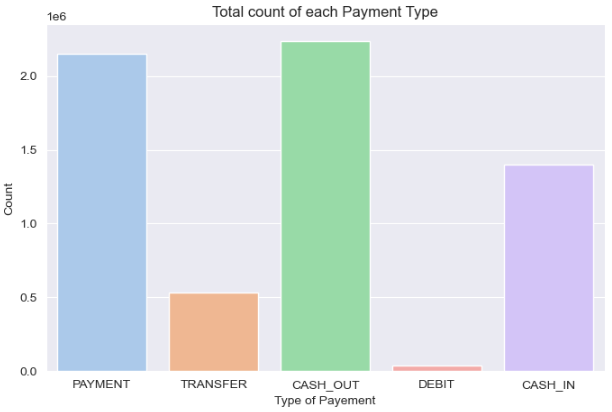 Total count of each Payment Type
1e6
2.0
1.5
1.0
0.5
0.0
Count
PAYMENT TRANSFER CASH_OUT DEBIT CASH_IN
Type of Payement